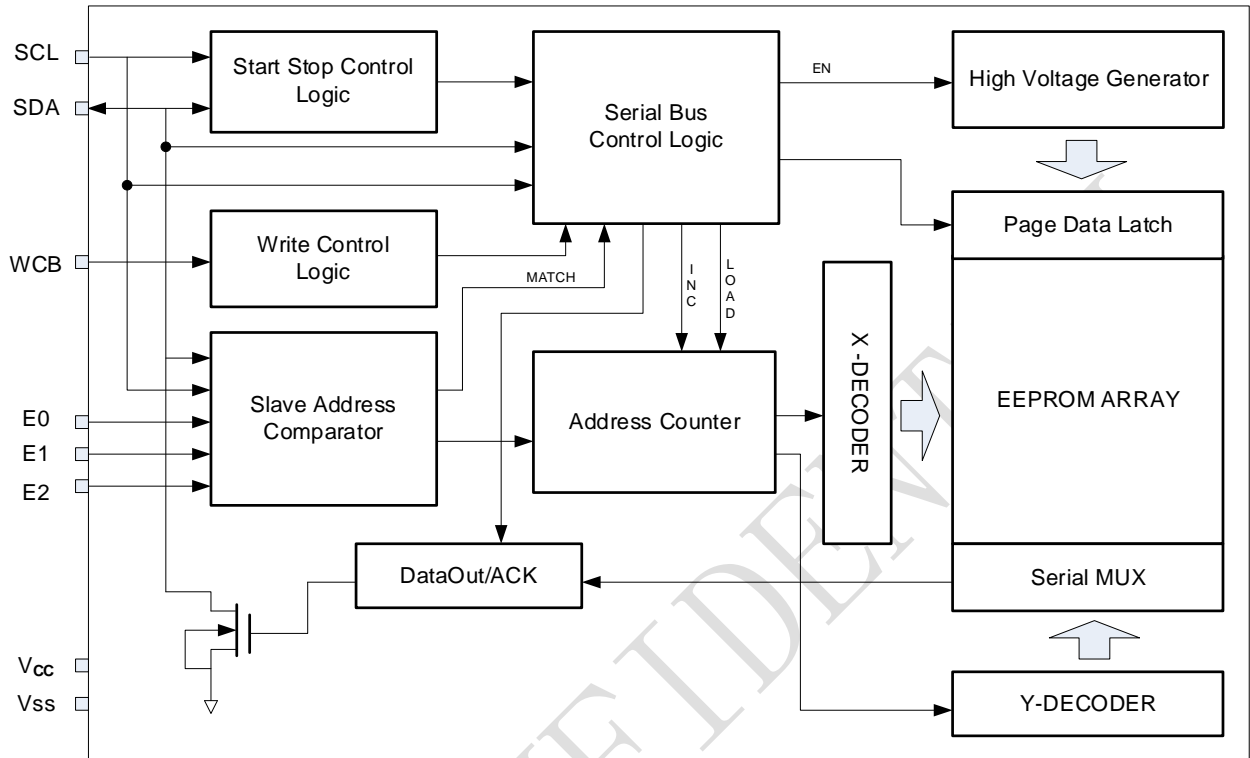 SCL
SDA
WCB
E0
E1
E2
Vcc
Vss
Start Stop Control
Logic
Write Control
Logic
Slave Address
Comparator
Serial Bus
Control Logic
EN
High Voltage Generator
Page Data Latch
MATCH
INC
LOAD
Address Counter
X-DECODER
EEPROM ARRAY
DataOut/ACK
Serial MUX
Y-DECODER